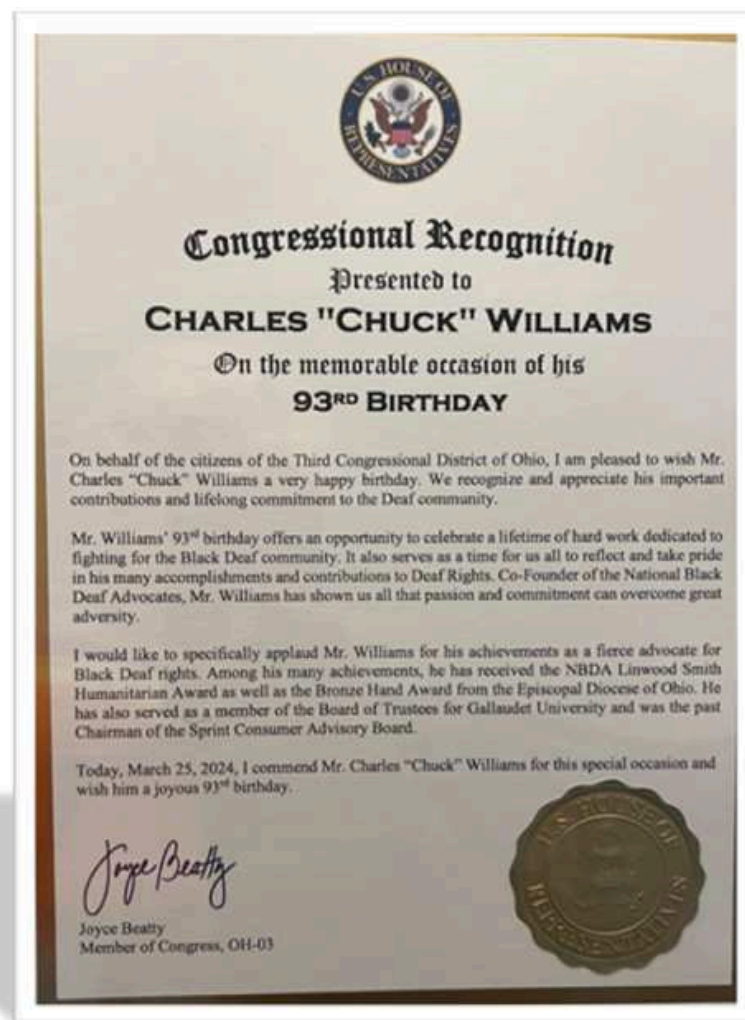 U.S. HOUSE OF
REPRESENTATIVES
Congressional Recognition
Presented to
CHARLES "CHUCK" WILLIAMS
On the memorable occasion of his
93RD BIRTHDAY
On behalf of the citizens of the Third Congressional District of Ohio, I am pleased to wish Mr.
Charles “Chuck” Williams a very happy birthday. We recognize and appreciate his important
contributions and lifelong commitment to the Deaf community.
Mr. Williams’ 93rd birthday offers an opportunity to celebrate a lifetime of hard work dedicated to
fighting for the Black Deaf community. It also serves as a time for us all to reflect and take pride
in his many accomplishments and contributions to Deaf Rights. Co-Founder of the National Black
Deaf Advocates, Mr. Williams has shown us all that passion and commitment can overcome great
adversity.
I would like to specifically applaud Mr. Williams for his achievements as a fierce advocate for
Black Deaf rights. Among his many achievements, he has received the NBDA Linwood Smith
Humanitarian Award as well as the Bronze Hand Award from the Episcopal Diocese of Ohio. He
has also served as a member of the Board of Trustees for Gallaudet University and was the past
Chairman of the Sprint Consumer Advisory Board.
Today, March 25, 2024, I commend Mr. Charles “Chuck” Williams for this special occasion and
wish him a joyous 93rd birthday.
Joyce Beatty
Joyce Beatty
Member of Congress, OH-03
U.S. HOUSE OF
REPRESENTATIVES